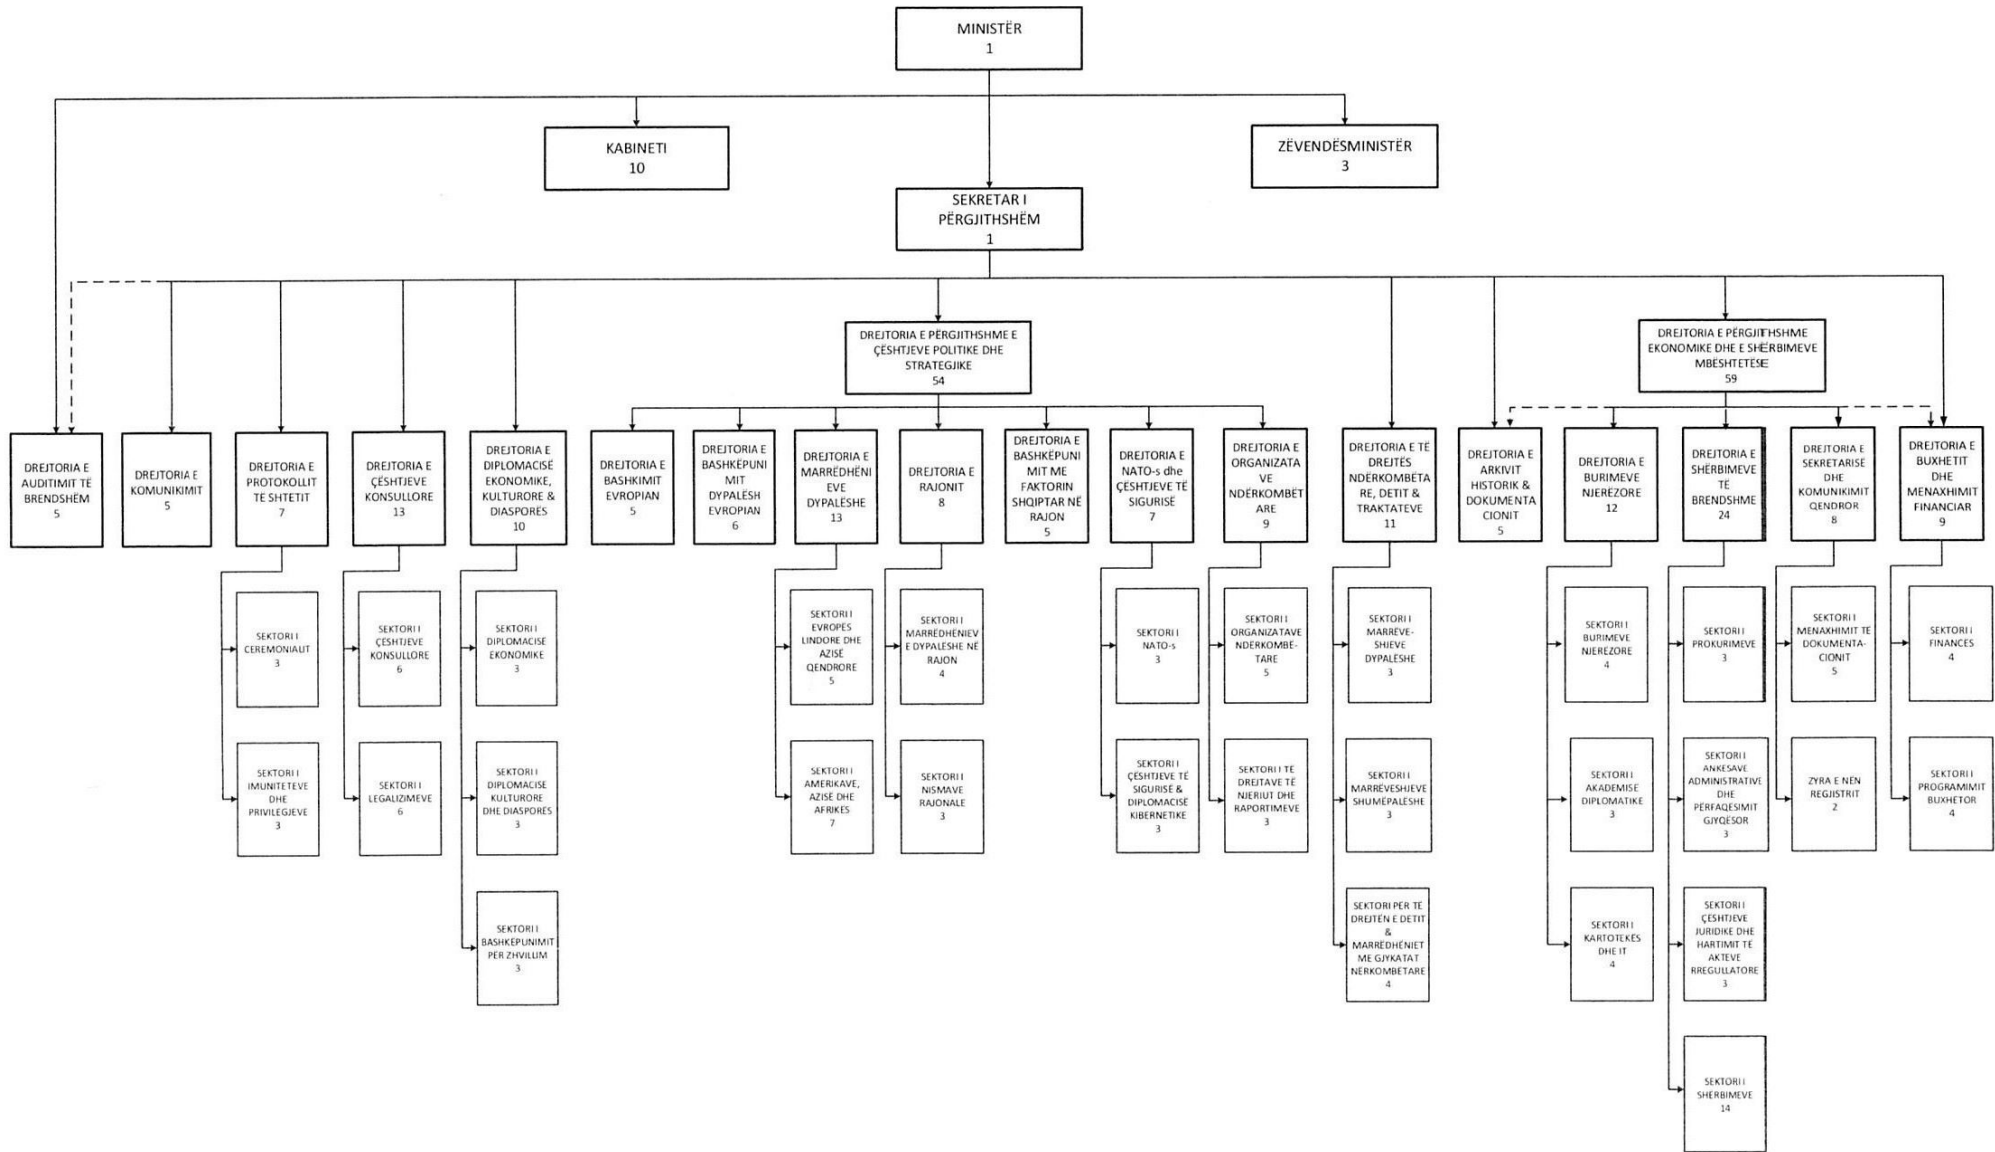 MINISTËR
1
KABINETI
10
ZËVENDËSMINISTËR
3
SEKRETAR I
PËRGJITHSHËM
1
DREJTORIA E PËRGJITHSHME E
ÇËSHTJEVE POLITIKE DHE
STRATEGJIKE
54
DREJTORIA E PËRGJITHSHME
EKONOMIKE DHE E SHËRBIMEVE
MBËSHTETËSE
59
DREJTORIA E
AUDITIMIT TË
BRENDSHËM
5
DREJTORIA E
KOMUNIKIMIT
5
DREJTORIA E
PROTOKOLLIT
TË SHTETIT
7
DREJTORIA E
ÇËSHTJEVE
KONSULLORE
13
DREJTORIA E
DIPLOMACISË
EKONOMIKE,
KULTURORE &
DIASPORËS
10
DREJTORIA E
BASHKIMIT
EVROPIAN
5
DREJTORIA E
BASHKËPUNI
MIT
DYPALËSH
EVROPIAN
6
DREJTORIA E
MARRËDHËNI
EVE
DYPALËSHE
13
DREJTORIA E
RAJONIT
8
DREJTORIA E
BASHKËPUNI
MIT ME
FAKTORIN
SHQIPTAR NË
RAJON
5
DREJTORIA E
NATO-s dhe
ÇËSHTJEVE TË
SIGURISË
7
DREJTORIA E
ORGANIZATA
VE
NDËRKOMBËT
ARE
9
DREJTORIA E TË
DREJTËS
NDËRKOMBËTA
RE, DETIT &
TRAKTATEVE
11
DREJTORIA E
ARKIVIT
HISTORIK &
DOKUMENTA
CIONIT
5
DREJTORIA E
BURIMEVE
NJERËZORE
12
DREJTORIA E
SHËRBIMEVE
TË
BRENDSHME
24
DREJTORIA E
SEKRETARISË
DHE
KOMUNIKIMIT
QENDROR
8
DREJTORIA E
BUXHETIT
DHE
MENAXHIMIT
FINANCIAR
9
SEKTORI I
CEREMONIALIT
3
SEKTORI I
ÇËSHTJEVE
KONSULLORE
6
SEKTORI I
DIPLOMACISË
EKONOMIKE
3
SEKTORI I
EVROPËS
LINDORE DHE
AZISË
QENDRORE
5
SEKTORI I
MARRËDHËNIEV
E DYPALËSHE NË
RAJON
4
SEKTORI I
NATO-s
3
SEKTORI I
ORGANIZATAVE
NDËRKOMBË-
TARE
5
SEKTORI I
MARRËVE-
SHJEVE
DYPALËSHE
3
SEKTORI I
BURIMEVE
NJERËZORE
4
SEKTORI I
PROKURIMEVE
3
SEKTORI I
MENAXHIMIT TË
DOKUMENTA-
CIONIT
5
SEKTORI I
FINANCËS
4
SEKTORI I
IMUNITETEVE
DHE
PRIVILEGJEVE
3
SEKTORI I
LEGALIZIMEVE
6
SEKTORI I
DIPLOMACISË
KULTURORE
DHE DIASPORËS
3
SEKTORI I
AMERIKAVE,
AZISË DHE
AFRIKËS
7
SEKTORI I
NISMAVE
RAJONALE
3
SEKTORI I
ÇËSHTJEVE TË
SIGURISË &
DIPLOMACISË
KIBERNETIKE
3
SEKTORI I TË
DREJTAVE TË
NJERIUT DHE
RAPORTIMEVE
3
SEKTORI I
MARRËVESHJEVE
SHUMËPALËSHE
3
SEKTORI I
AKADEMISË
DIPLOMATIKE
3
SEKTORI I
ANKESAVE
ADMINISTRATIVE
DHE
PËRFAQËSIMIT
GJYQËSOR
3
ZYRA E NËN
REGJISTRIT
2
SEKTORI I
PROGRAMIMIT
BUXHETOR
4
SEKTORI I
BASHKËPUNIMIT
PËR ZHVILLIM
3
SEKTORI PËR TË
DREJTËN E DETIT
&
MARRËDHËNIET
ME GJYKATAT
NËRKOMBËTARE
4
SEKTORI I
KARTOTEKËS
DHE IT
4
SEKTORI I
ÇËSHTJEVE
JURIDIKE DHE
HARTIMIT TË
AKTEVE
RREGULLATORE
3
SEKTORI I
SHËRBIMEVE
14